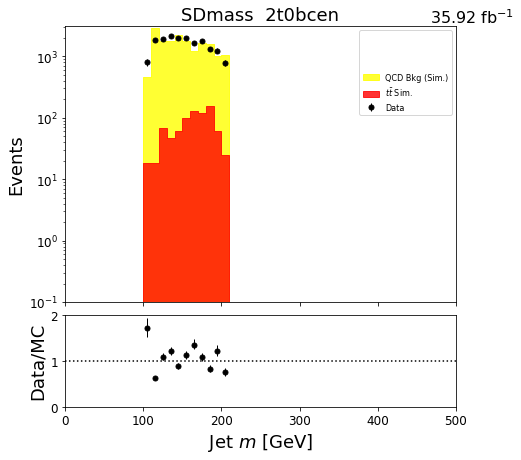 SDmass 2t0bcen
35.92 fb⁻¹
QCD Bkg (Sim.)
tt̄ Sim.
Data
Events
10³
10²
10¹
10⁰
10⁻¹
Data/MC
2
1
0
0 100 200 300 400 500
Jet m [GeV]